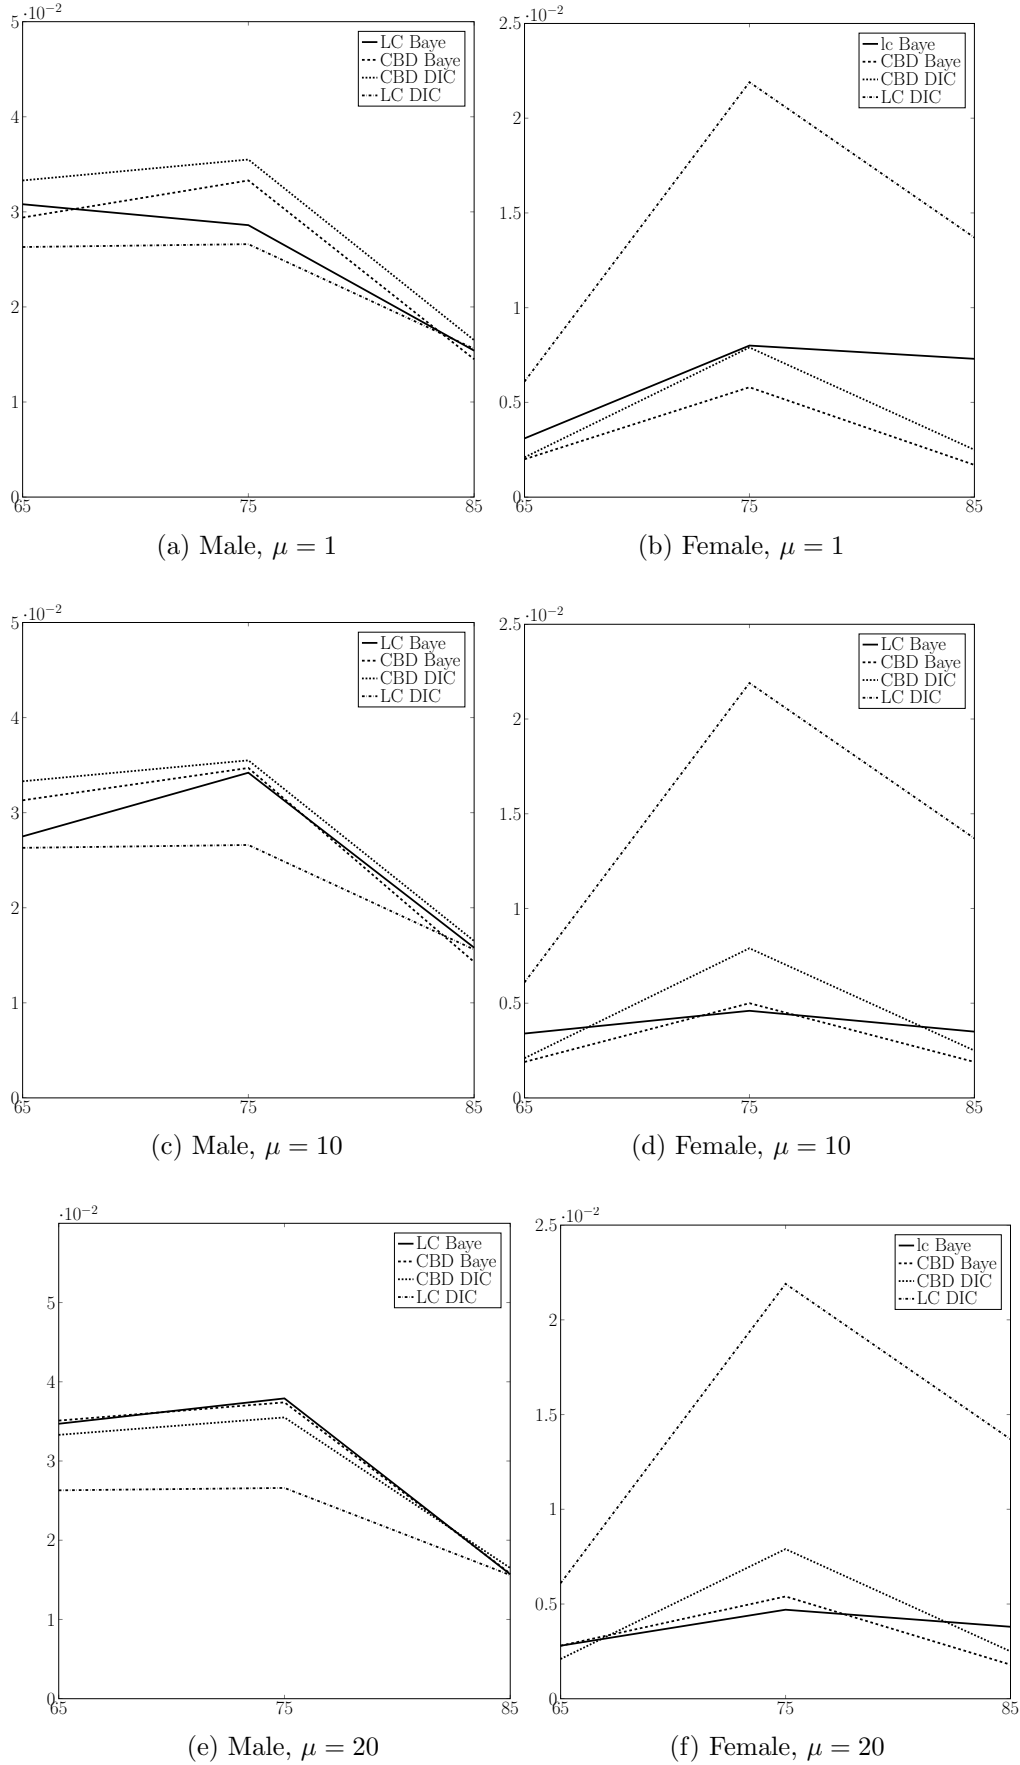 5 ·10⁻²
LC Baye
CBD Baye
CBD DIC
LC DIC
4
3
2
1
0
65 75 85
(a) Male, μ = 1
2.5 ·10⁻²
lc Baye
CBD Baye
CBD DIC
LC DIC
2
1.5
1
0.5
0
65 75 85
(b) Female, μ = 1
5 ·10⁻²
LC Baye
CBD Baye
CBD DIC
LC DIC
4
3
2
1
0
65 75 85
(c) Male, μ = 10
2.5 ·10⁻²
LC Baye
CBD Baye
CBD DIC
LC DIC
2
1.5
1
0.5
0
65 75 85
(d) Female, μ = 10
·10⁻²
LC Baye
CBD Baye
CBD DIC
LC DIC
5
4
3
2
1
0
65 75 85
(e) Male, μ = 20
2.5 ·10⁻²
lc Baye
CBD Baye
CBD DIC
LC DIC
2
1.5
1
0.5
0
65 75 85
(f) Female, μ = 20